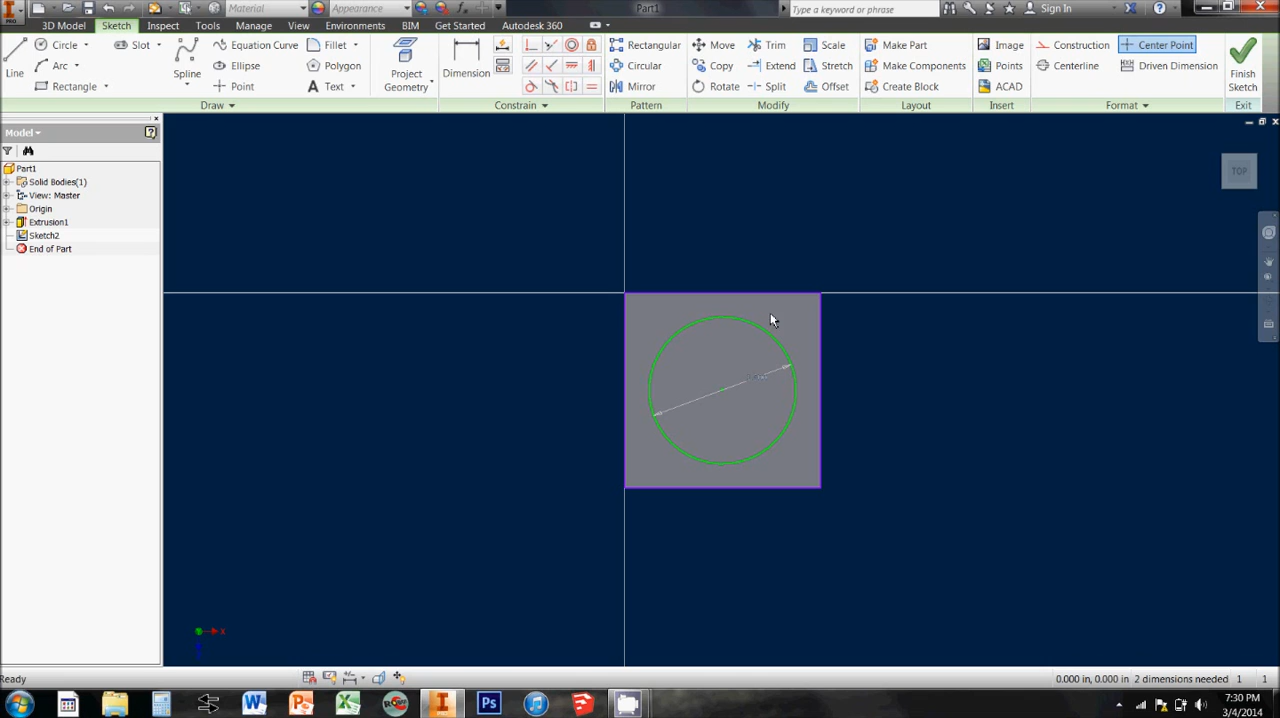 PRO
Material
Appearance
Part1
Type a keyword or phrase
Sign In
3D Model
Sketch
Inspect
Tools
Manage
View
Environments
BIM
Get Started
Autodesk 360
Line
Circle
Arc
Rectangle
Slot
Spline
Equation Curve
Ellipse
Point
Fillet
Polygon
Text
Project
Geometry
Dimension
Rectangular
Circular
Mirror
Move
Copy
Rotate
Trim
Extend
Split
Scale
Stretch
Offset
Make Part
Make Components
Create Block
Image
Points
ACAD
Construction
Centerline
Center Point
Driven Dimension
Finish
Sketch
Draw
Constrain
Pattern
Modify
Layout
Insert
Format
Exit
Model
Part1
Solid Bodies(1)
View: Master
Origin
Extrusion1
Sketch2
End of Part
TOP
x
Ready
0.000 in, 0.000 in 2 dimensions needed 1 1
7:30 PM
3/4/2014